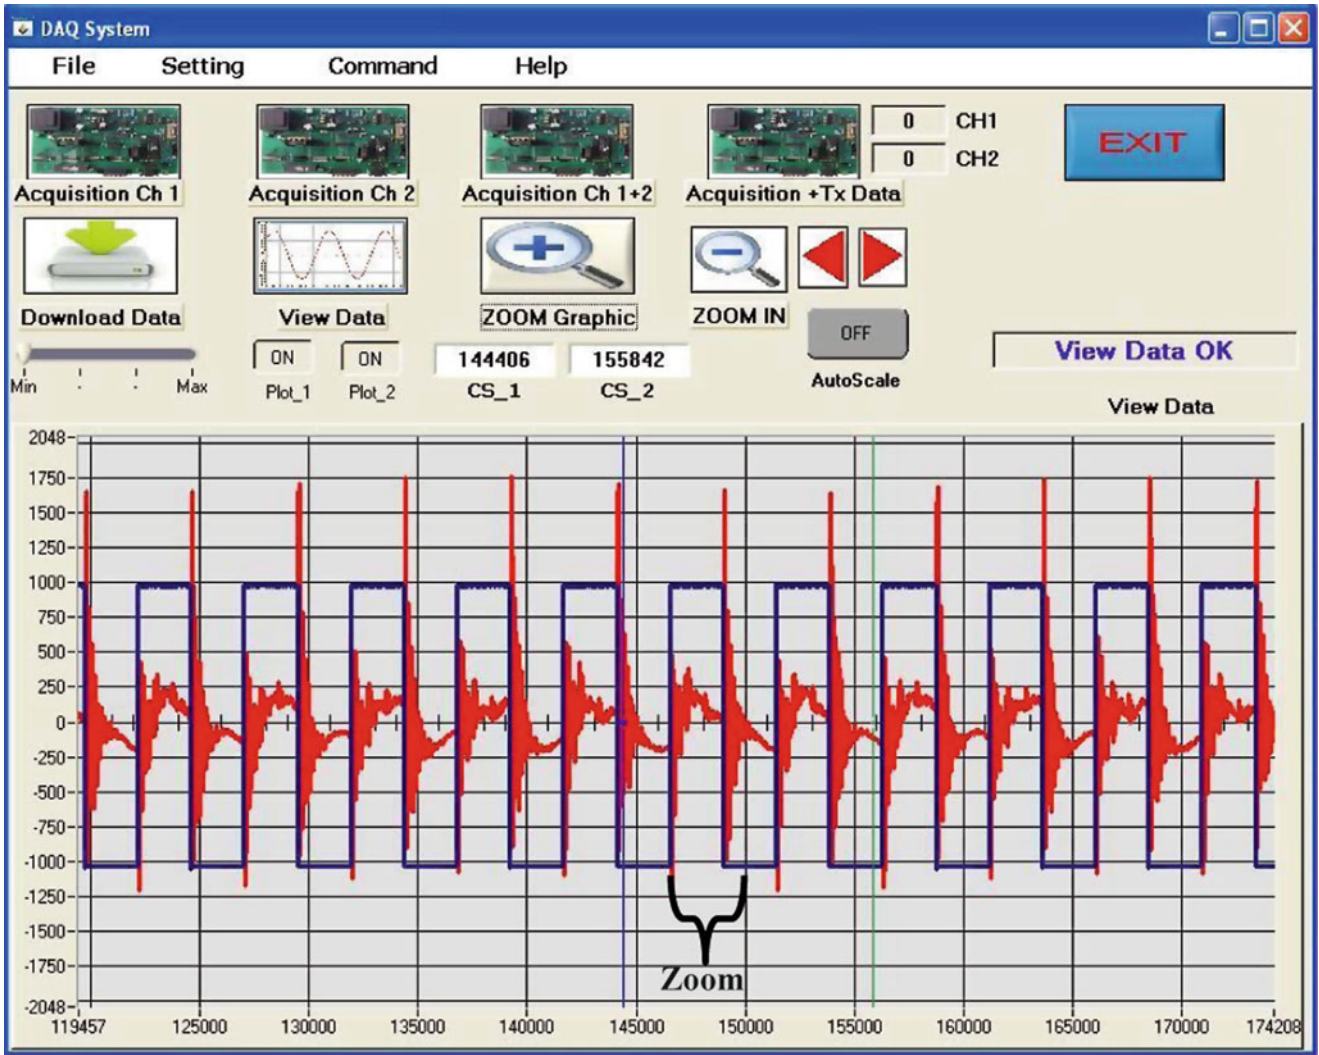 DAQ System
File Setting Command Help
0 CH1
EXIT
0 CH2
Acquisition Ch 1 Acquisition Ch 2 Acquisition Ch 1+2 Acquisition +Tx Data
Download Data View Data ZOOM Graphic ZOOM IN
OFF
ON ON 144406 155842 View Data OK
Min Max Plot_1 Plot_2 CS_1 CS_2 AutoScale
View Data
2048
1750
1500
1250
1000
750
500
250
0
-250
-500
-750
-1000
-1250
-1500
-1750
Zoom
-2048
119457 125000 130000 135000 140000 145000 150000 155000 160000 165000 170000 174208